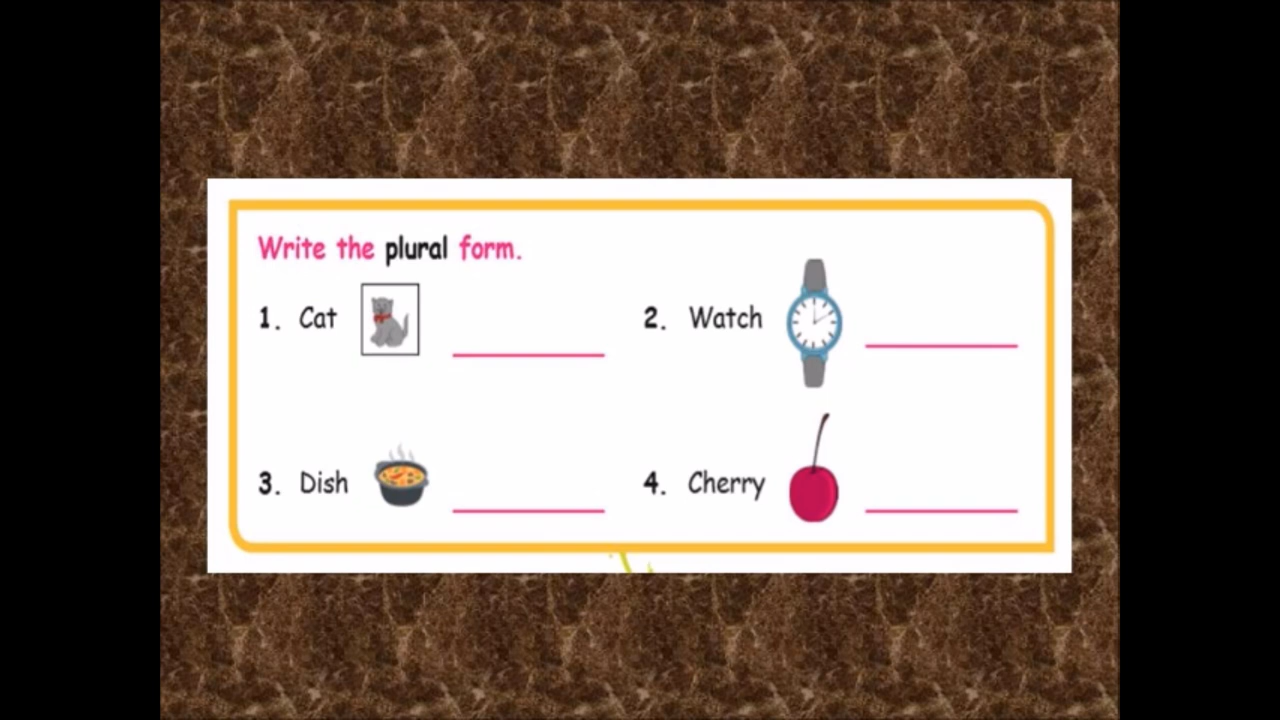 Write the plural form.
1. Cat
2. Watch
3. Dish
4. Cherry